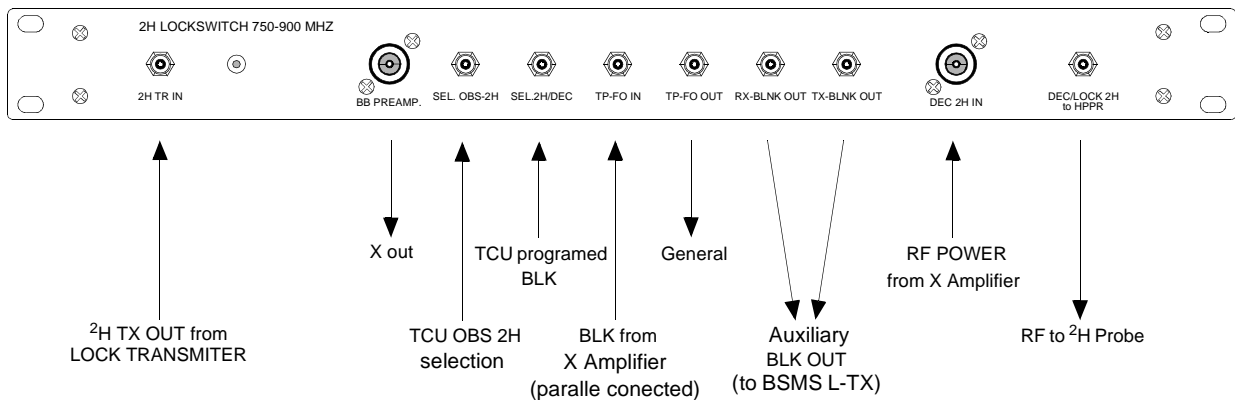 2H LOCKSWITCH 750-900 MHZ
2H TR IN
BB PREAMP.
SEL. OBS-2H
SEL.2H/DEC
TP-FO IN
TP-FO OUT
RX-BLNK OUT
TX-BLNK OUT
DEC 2H IN
DEC/LOCK 2H
to HPPR
X out
TCU programed
BLK
General
RF POWER
from X Amplifier
²H TX OUT from
LOCK TRANSMITER
TCU OBS 2H
selection
BLK from
X Amplifier
(paralle conected)
Auxiliary
BLK OUT
(to BSMS L-TX)
RF to ²H Probe